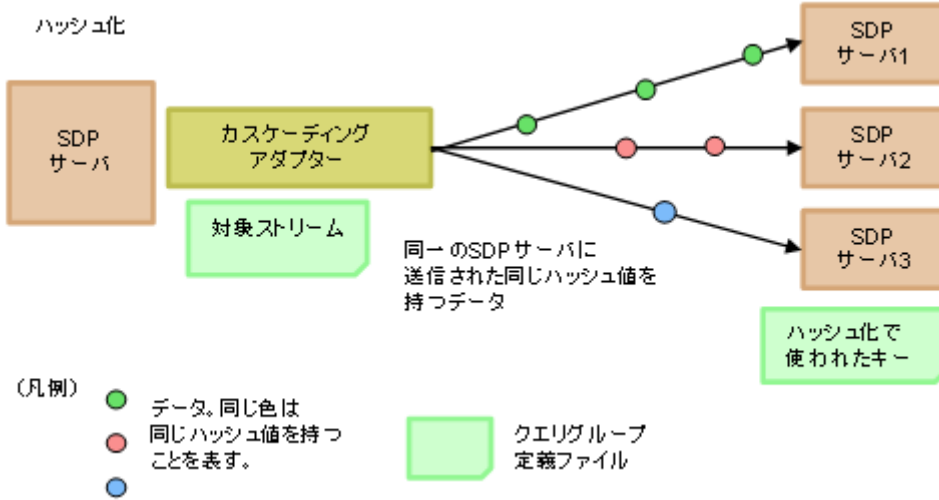 ハッシュ化
SDP
サーバ
カスケーディング
アダプター
対象ストリーム
SDP
サーバ1
SDP
サーバ2
SDP
サーバ3
同一のSDPサーバに
送信された同じハッシュ値を
持つデータ
ハッシュ化で
使われたキー
(凡例)
データ。同じ色は
同じハッシュ値を持つ
ことを表す。
クエリグループ
定義ファイル